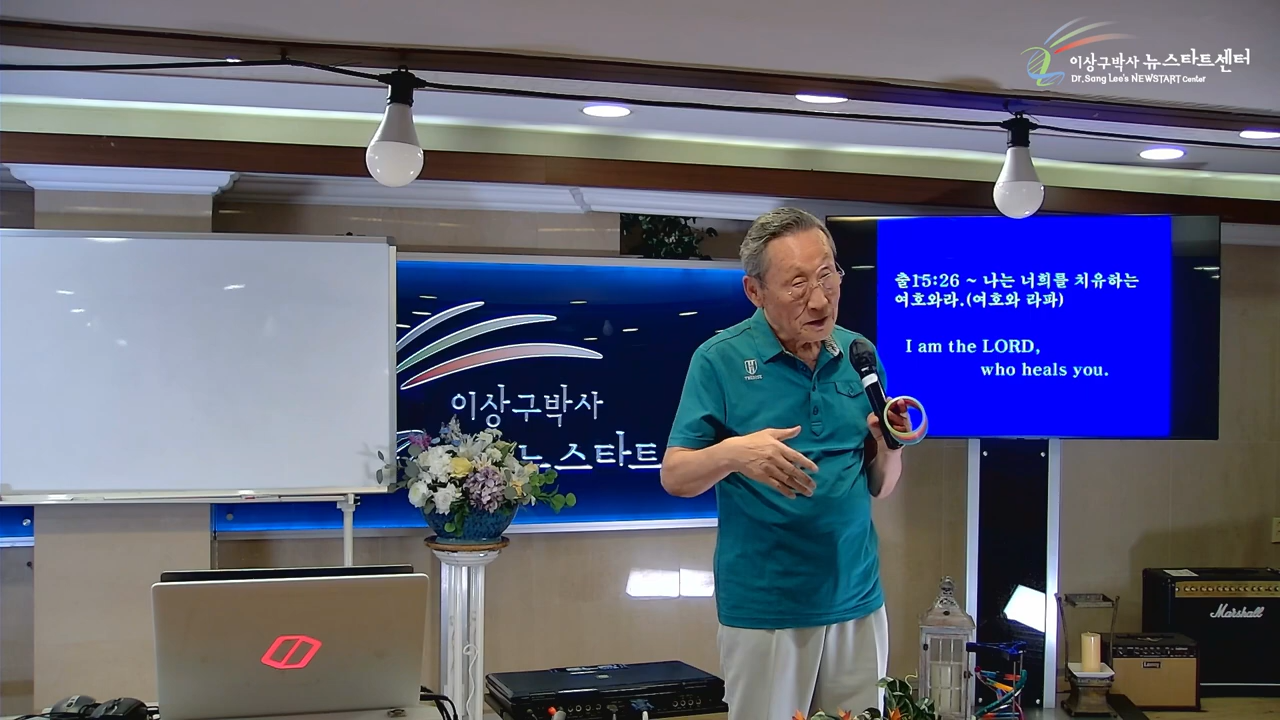 이상구박사 뉴스타트센터
Dr. Sang Lee's NEWSTART Center
출15:26 ~ 나는 너희를 치유하는
여호와라.(여호와 라파)
I am the LORD,
who heals you.
이상구박사
뉴스타트
Marshall
Laney